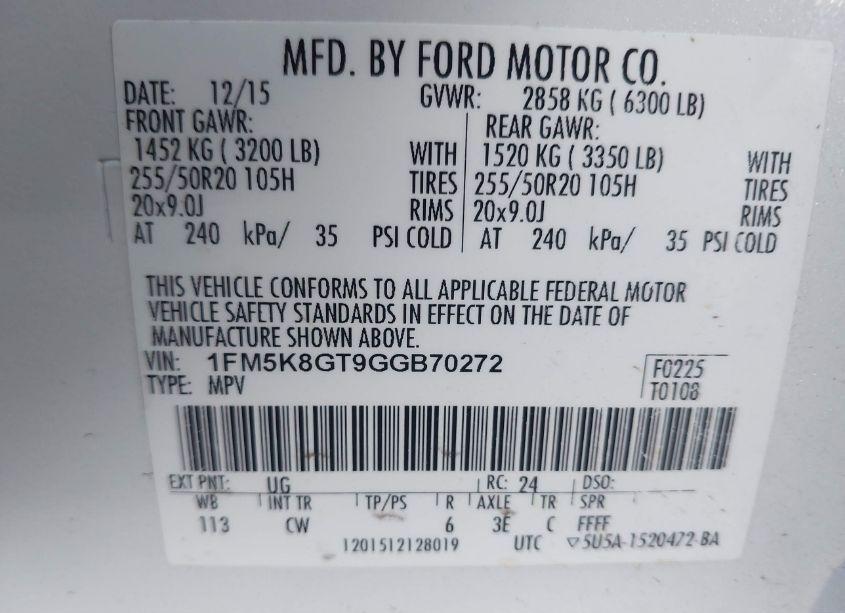 MFD. BY FORD MOTOR CO.
DATE: 12/15 GVWR: 2858 KG ( 6300 LB)
FRONT GAWR: REAR GAWR:
1452 KG ( 3200 LB) WITH 1520 KG ( 3350 LB) WITH
255/50R20 105H TIRES 255/50R20 105H TIRES
20x9.0J RIMS 20x9.0J RIMS
AT 240 kPa/ 35 PSI COLD AT 240 kPa/ 35 PSI COLD
THIS VEHICLE CONFORMS TO ALL APPLICABLE FEDERAL MOTOR
VEHICLE SAFETY STANDARDS IN EFFECT ON THE DATE OF
MANUFACTURE SHOWN ABOVE.
VIN: 1FM5K8GT9GGB70272 F0225
TYPE: MPV T0108
EXT PNT: UG RC: 24 DSO:
WB INT TR TP/PS R AXLE TR SPR
113 CW 6 3E C FFFF
1201512128019 UTC ▽5U5A-1520472-BA